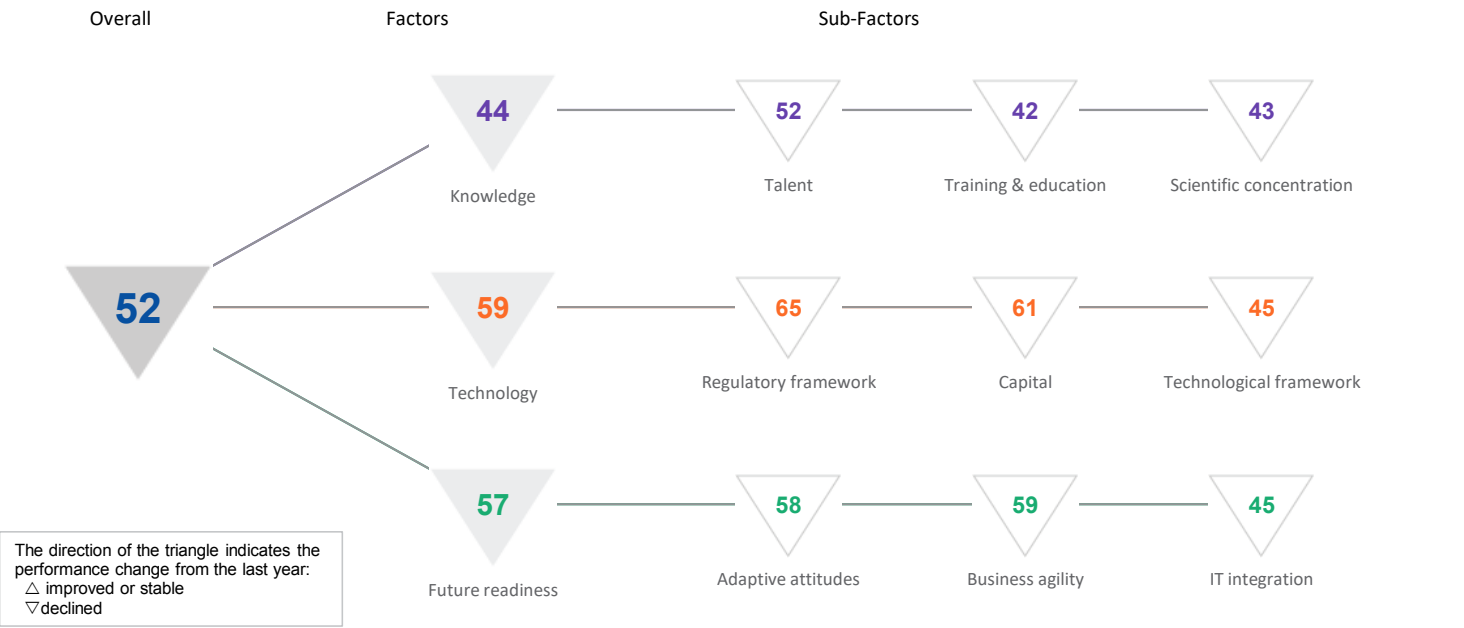 Overall Factors Sub-Factors
44 52 42 43
Knowledge Talent Training & education Scientific concentration
52 59 65 61 45
Technology Regulatory framework Capital Technological framework
57 58 59 45
Future readiness Adaptive attitudes Business agility IT integration
The direction of the triangle indicates the
performance change from the last year:
△ improved or stable
▽declined